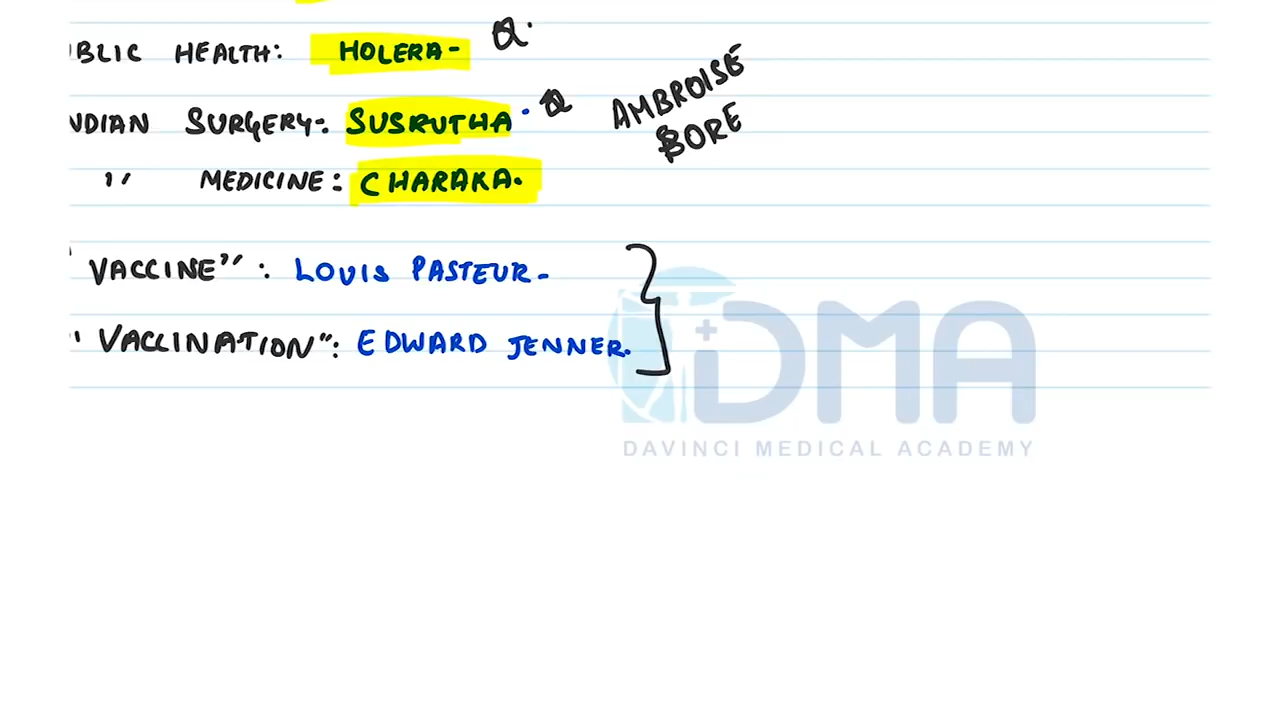 BLIC HEALTH: HOLERA- Q.
NDIAN SURGERY:- SUSRUTHA. Q
AMBROISE
BORE
" MEDICINE: CHARAKA.
"VACCINE": LOUIS PASTEUR-
"VACCINATION": EDWARD JENNER.
DMA
DAVINCI MEDICAL ACADEMY